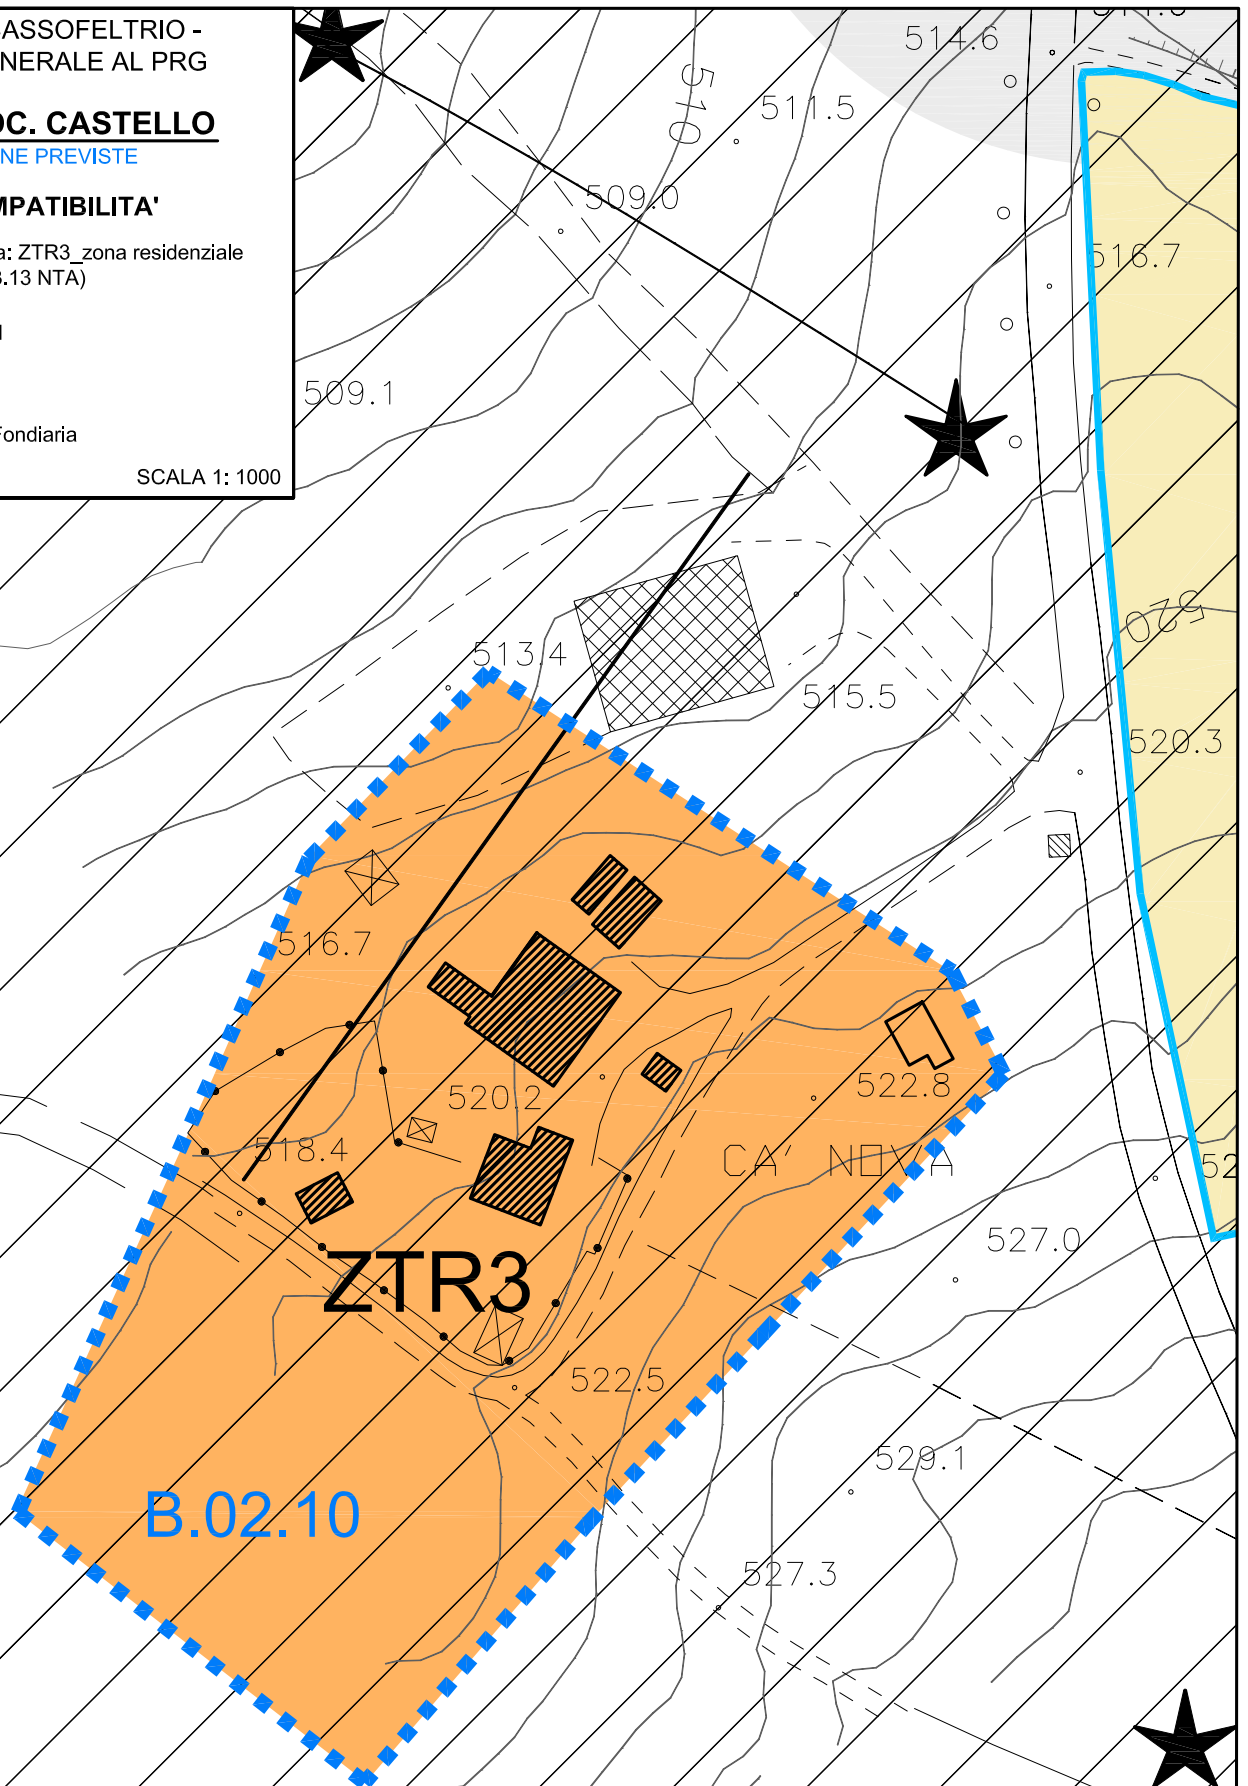 SASSOFELTRIO -
NERALE AL PRG
OC. CASTELLO
NE PREVISTE
MPATIBILITA'
a: ZTR3_zona residenziale
3.13 NTA)
Fondiaria
SCALA 1: 1000
514.6
510
511.5
509.0
516.7
509.1
520
513.4
515.5
520.3
516.7
520.2
522.8
518.4
CA' NOVA
527.0
ZTR3
522.5
529.1
B.02.10
527.3